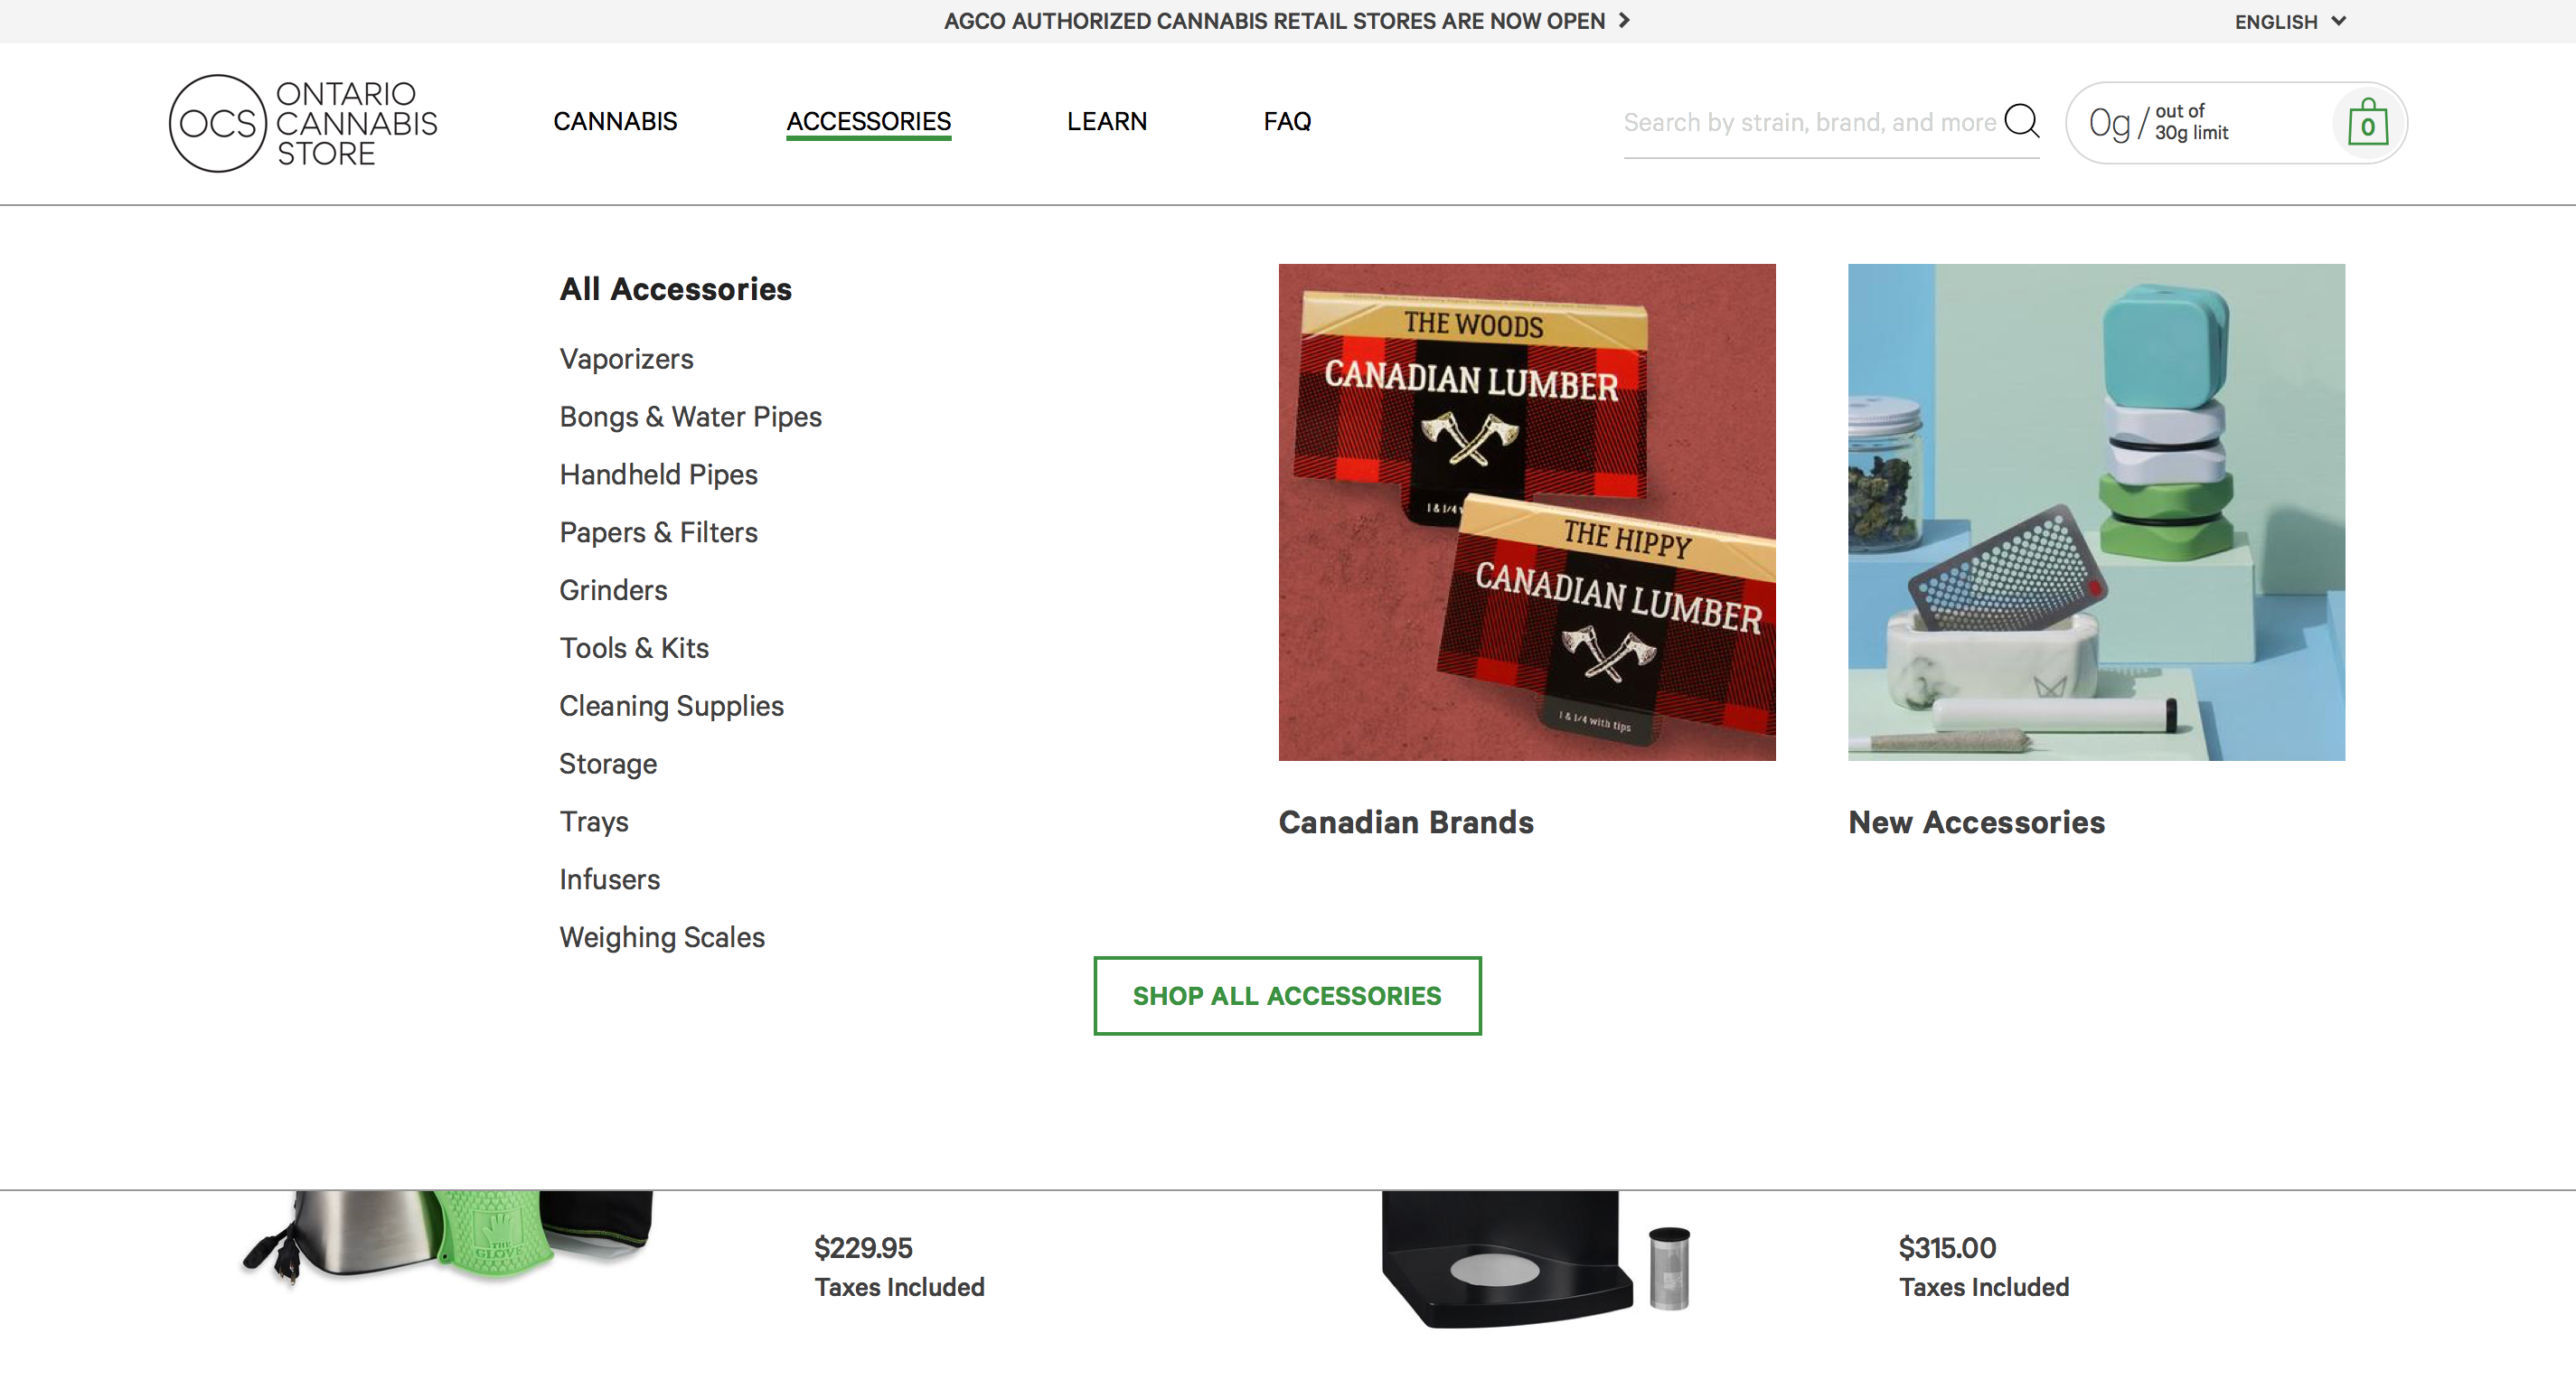 AGCO AUTHORIZED CANNABIS RETAIL STORES ARE NOW OPEN
ENGLISH
OCS
ONTARIO
CANNABIS
STORE
CANNABIS
ACCESSORIES
LEARN
FAQ
Search by strain, brand, and more
0g / out of
30g limit
0
All Accessories
Vaporizers
Bongs & Water Pipes
Handheld Pipes
Papers & Filters
Grinders
Tools & Kits
Cleaning Supplies
Storage
Trays
Infusers
Weighing Scales
THE WOODS
CANADIAN LUMBER
1 & 1/4
THE HIPPY
CANADIAN LUMBER
1 & 1/4 with tips
Canadian Brands
New Accessories
SHOP ALL ACCESSORIES
THE
GLOVE
$229.95
Taxes Included
$315.00
Taxes Included